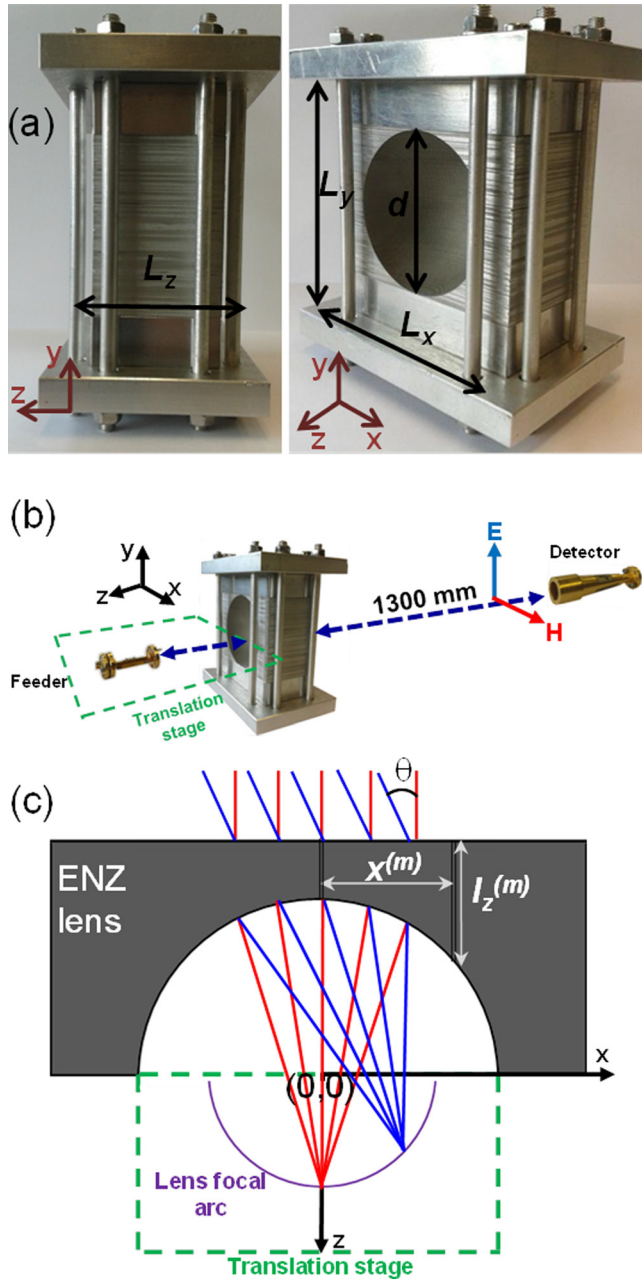 (a)
L_z
y
z
L_y
d
L_x
y
z
x
(b)
y
z
x
E
H
Detector
1300 mm
Feeder
Translation
stage
(c)
θ
ENZ
lens
x^(m)
l_z^(m)
x
(0,0)
Lens focal
arc
z
Translation stage